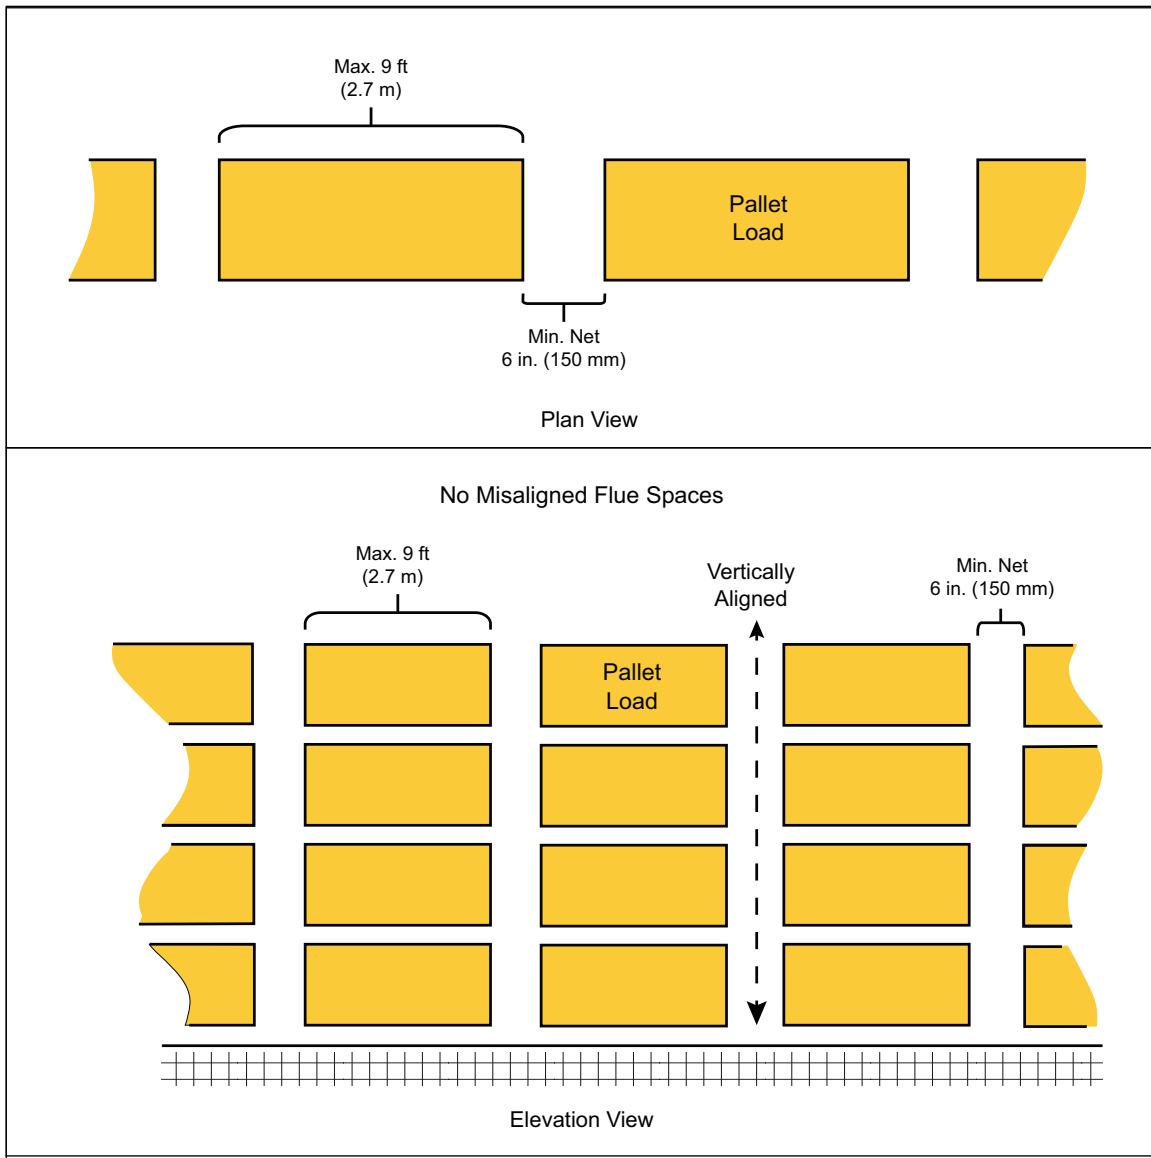 Max. 9 ft
(2.7 m)
Pallet
Load
Min. Net
6 in. (150 mm)
Plan View
No Misaligned Flue Spaces
Max. 9 ft
(2.7 m)
Vertically
Aligned
Min. Net
6 in. (150 mm)
Pallet
Load
Elevation View